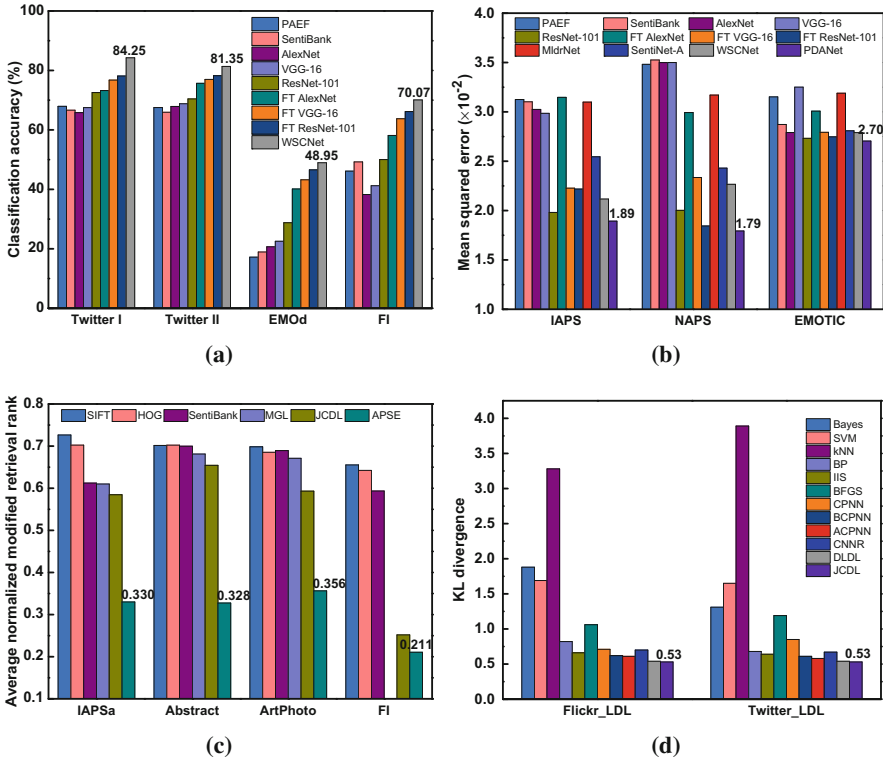 Classification accuracy (%)
100
80
60
40
20
0
PAEF
SentiBank
AlexNet
VGG-16
ResNet-101
FT AlexNet
FT VGG-16
FT ResNet-101
WSCNet
84.25
81.35
48.95
70.07
Twitter I
Twitter II
EMOd
FI
(a)
Mean squared error (×10⁻²)
4.0
3.5
3.0
2.5
2.0
1.5
1.0
PAEF SentiBank AlexNet VGG-16
ResNet-101 FT AlexNet FT VGG-16 FT ResNet-101
MldrNet SentiNet-A WSCNet PDANet
1.89
1.79
2.70
IAPS
NAPS
EMOTIC
(b)
Average normalized modified retrieval rank
0.8
0.7
0.6
0.5
0.4
0.3
0.2
0.1
SIFT HOG SentiBank MGL JCDL APSE
0.330
0.328
0.356
0.211
IAPSa
Abstract
ArtPhoto
FI
(c)
KL divergence
4.0
3.5
3.0
2.5
2.0
1.5
1.0
0.5
0.0
Bayes
SVM
kNN
BP
IIS
BFGS
CPNN
BCPNN
ACPNN
CNNR
DLDL
JCDL
0.53
0.53
Flickr_LDL
Twitter_LDL
(d)